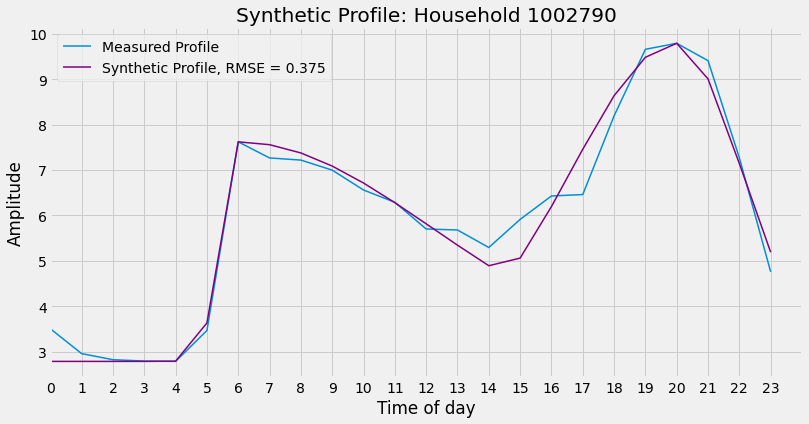 Synthetic Profile: Household 1002790
Measured Profile
Synthetic Profile, RMSE = 0.375
Amplitude
10
9
8
7
6
5
4
3
0 1 2 3 4 5 6 7 8 9 10 11 12 13 14 15 16 17 18 19 20 21 22 23
Time of day